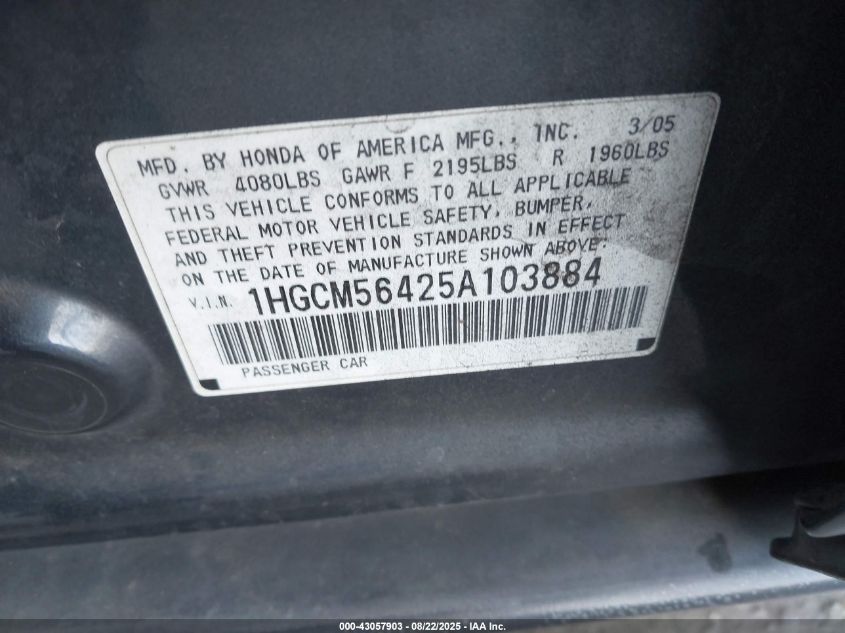 MFD. BY HONDA OF AMERICA MFG., INC. 3/05
GVWR 4080LBS GAWR F 2195LBS R 1960LBS
THIS VEHICLE CONFORMS TO ALL APPLICABLE
FEDERAL MOTOR VEHICLE SAFETY, BUMPER,
AND THEFT PREVENTION STANDARDS IN EFFECT
ON THE DATE OF MANUFACTURE SHOWN ABOVE.
V.I.N. 1HGCM56425A103884
PASSENGER CAR
000-43057903 - 08/22/2025 - IAA Inc.